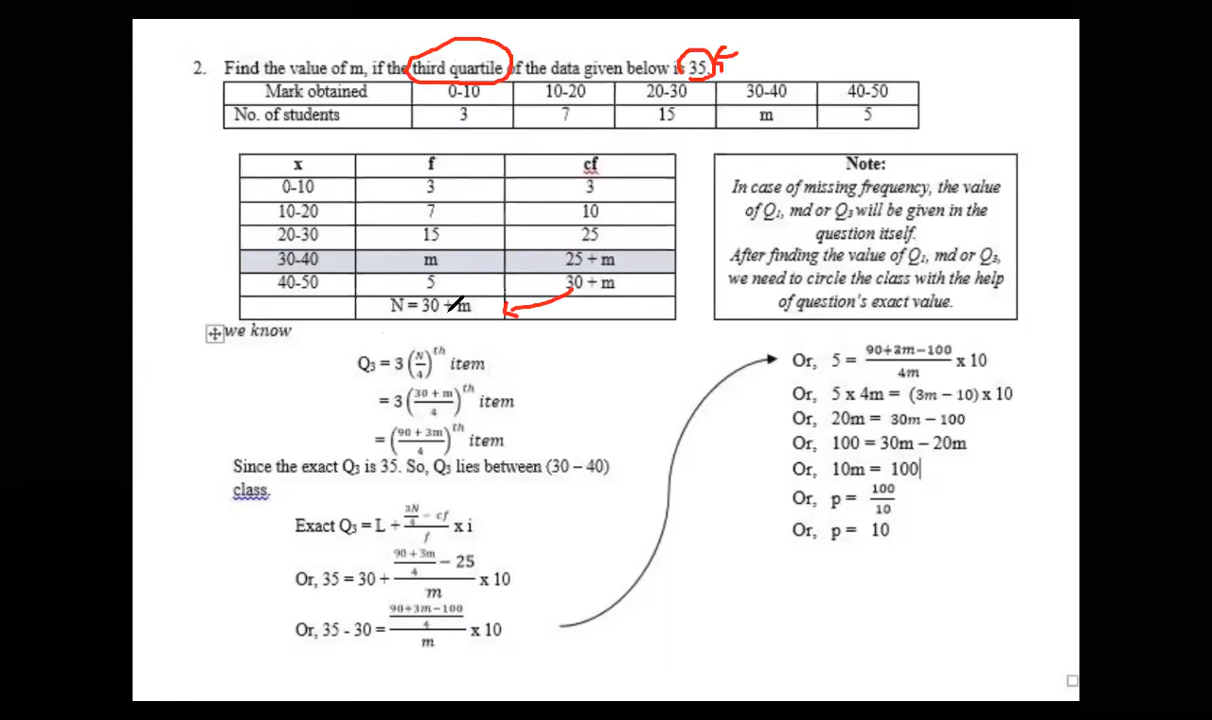 2. Find the value of m, if the third quartile of the data given below is 35.
Mark obtained 0-10 10-20 20-30 30-40 40-50
No. of students 3 7 15 m 5
x f cf
0-10 3 3
10-20 7 10
20-30 15 25
30-40 m 25 + m
40-50 5 30 + m
N = 30 + m
Note:
In case of missing frequency, the value
of Q₁, md or Q₃ will be given in the
question itself.
After finding the value of Q₁, md or Q₃,
we need to circle the class with the help
of question's exact value.
we know
Q₃ = 3 (N/4)^th item
= 3 (30 + m/4)^th item
= (90 + 3m/4)^th item
Since the exact Q₃ is 35. So, Q₃ lies between (30 – 40)
class.
Exact Q₃ = L + (3N/4 – cf)/f x i
Or, 35 = 30 + (90 + 3m/4 – 25)/m x 10
Or, 35 - 30 = (90+3m–100/4)/m x 10
Or, 5 = 90+3m–100/4m x 10
Or, 5 x 4m = (3m – 10) x 10
Or, 20m = 30m – 100
Or, 100 = 30m – 20m
Or, 10m = 100
Or, p = 100/10
Or, p = 10